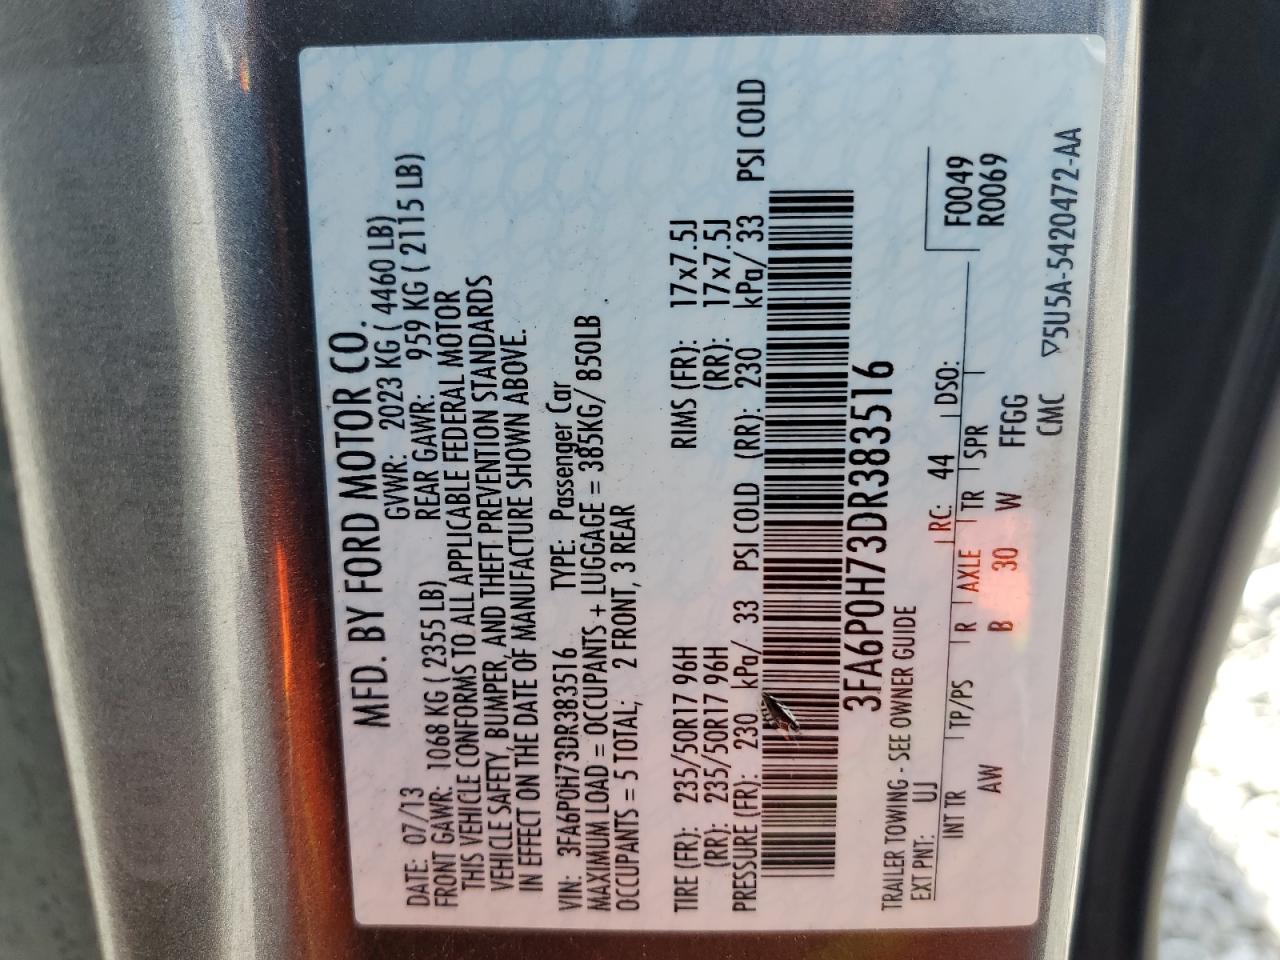 MFD. BY FORD MOTOR CO.
DATE: 07/13 GVWR: 2023 KG ( 4460 LB)
FRONT GAWR: 1068 KG ( 2355 LB) REAR GAWR: 959 KG ( 2115 LB)
THIS VEHICLE CONFORMS TO ALL APPLICABLE FEDERAL MOTOR
VEHICLE SAFETY, BUMPER, AND THEFT PREVENTION STANDARDS
IN EFFECT ON THE DATE OF MANUFACTURE SHOWN ABOVE.
VIN: 3FA6P0H73DR383516 TYPE: Passenger Car
MAXIMUM LOAD = OCCUPANTS + LUGGAGE = 385KG/ 850LB
OCCUPANTS = 5 TOTAL; 2 FRONT, 3 REAR
TIRE (FR): 235/50R17 96H RIMS (FR): 17x7.5J
(RR): 235/50R17 96H (RR): 17x7.5J
PRESSURE (FR): 230 kPa/ 33 PSI COLD (RR): 230 kPa/ 33 PSI COLD
3FA6P0H73DR383516
TRAILER TOWING - SEE OWNER GUIDE
EXT PNT: UJ RC: 44 DSO: F0049
INT TR TP/PS R AXLE TR SPR R0069
AW B 30 W FFGG
CMC ▽5U5A-5420472-AA